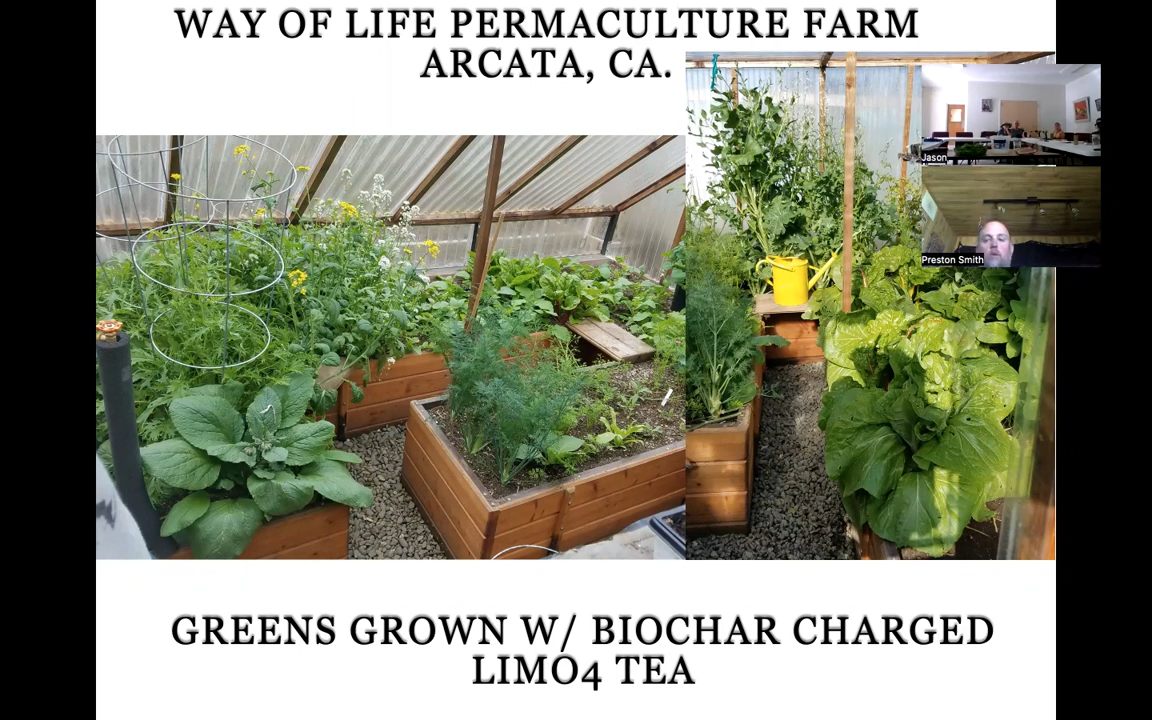 WAY OF LIFE PERMACULTURE FARM
ARCATA, CA.
Jason
Preston Smith
GREENS GROWN W/ BIOCHAR CHARGED
LIMO4 TEA